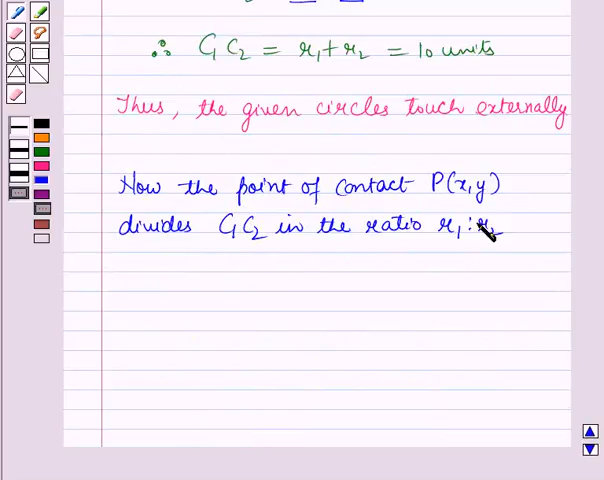 ∴ C₁C₂ = r₁+r₂ = 10 units
Thus, the given circles touch externally
Now the point of contact P(x,y)
divides C₁C₂ in the ratio r₁:r₂